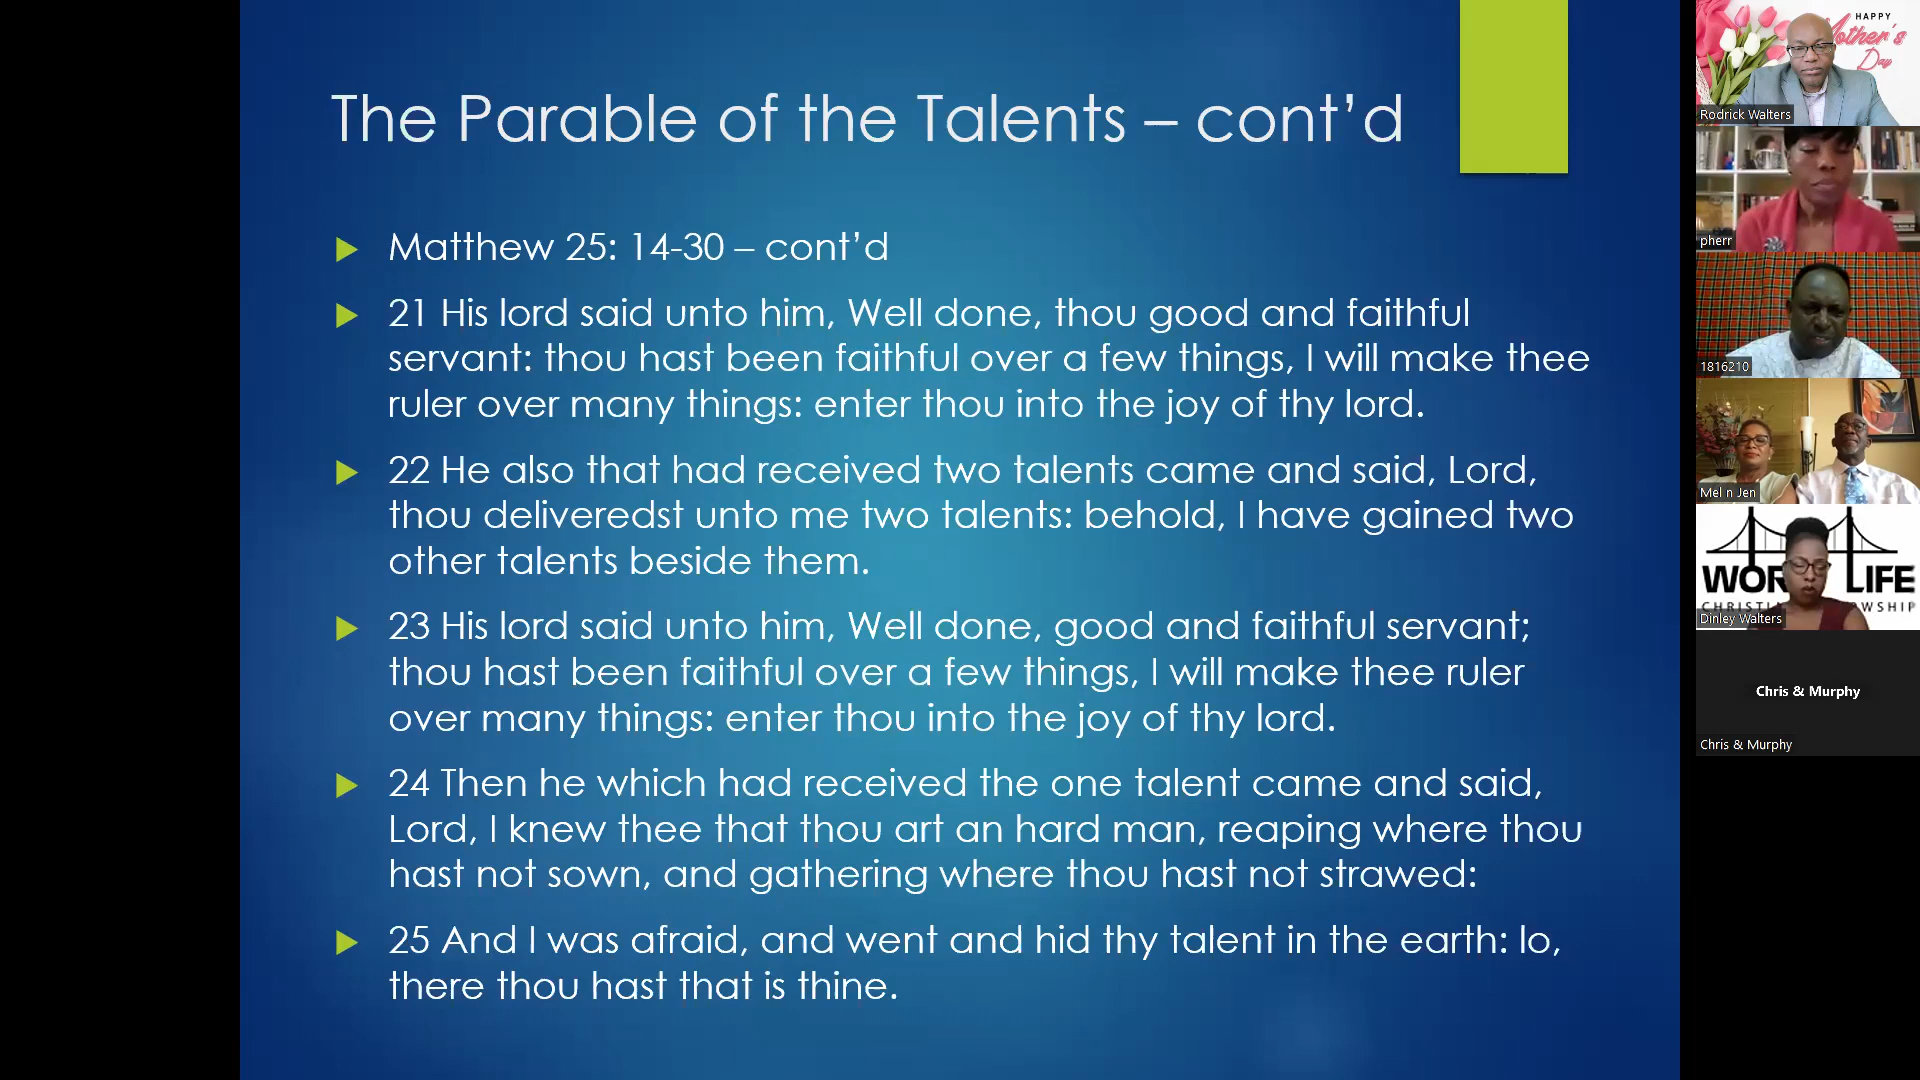 The Parable of the Talents – cont’d
Matthew 25: 14-30 – cont’d
21 His lord said unto him, Well done, thou good and faithful
servant: thou hast been faithful over a few things, I will make thee
ruler over many things: enter thou into the joy of thy lord.
22 He also that had received two talents came and said, Lord,
thou deliveredst unto me two talents: behold, I have gained two
other talents beside them.
23 His lord said unto him, Well done, good and faithful servant;
thou hast been faithful over a few things, I will make thee ruler
over many things: enter thou into the joy of thy lord.
24 Then he which had received the one talent came and said,
Lord, I knew thee that thou art an hard man, reaping where thou
hast not sown, and gathering where thou hast not strawed:
25 And I was afraid, and went and hid thy talent in the earth: lo,
there thou hast that is thine.
HAPPY
Mother's
Day
Rodrick Walters
pherr
1816210
Mel n Jen
LIFE
Dinley Walters
Chris & Murphy
Chris & Murphy